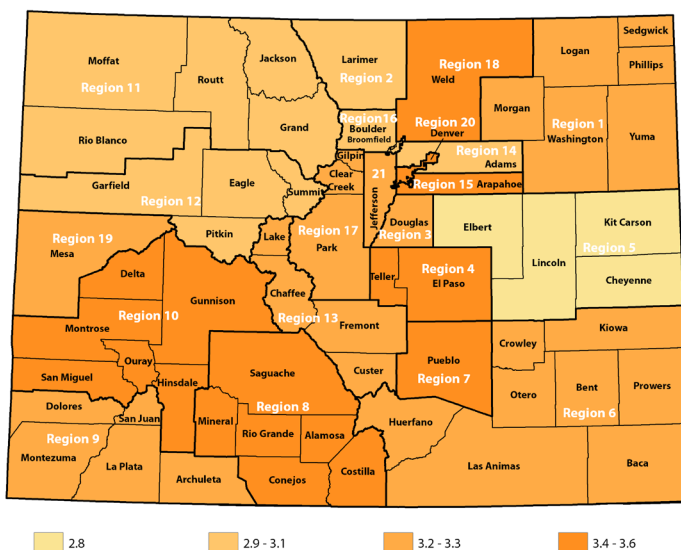 Moffat
Region 11
Routt
Jackson
Larimer
Region 2
Region 18
Weld
Logan
Sedgwick
Phillips
Rio Blanco
Grand
Region16
Boulder
Broomfield
Region 20
Denver
Morgan
Region 1
Washington
Yuma
Garfield
Region 12
Eagle
Summit
Gilpin
Clear
Creek
21
Jefferson
Region 14
Adams
Region 15
Arapahoe
Region 19
Mesa
Pitkin
Lake
Region 17
Park
Douglas
Region 3
Elbert
Lincoln
Kit Carson
Region 5
Cheyenne
Delta
Gunnison
Chaffee
Teller
Region 4
El Paso
Region 10
Montrose
Region 13
Fremont
Crowley
Kiowa
Ouray
San Miguel
Hinsdale
Saguache
Region 8
Custer
Pueblo
Region 7
Otero
Bent
Prowers
Region 6
Dolores
San Juan
Mineral
Rio Grande
Alamosa
Huerfano
Region 9
Montezuma
La Plata
Archuleta
Conejos
Costilla
Las Animas
Baca
2.8
2.9 - 3.1
3.2 - 3.3
3.4 - 3.6